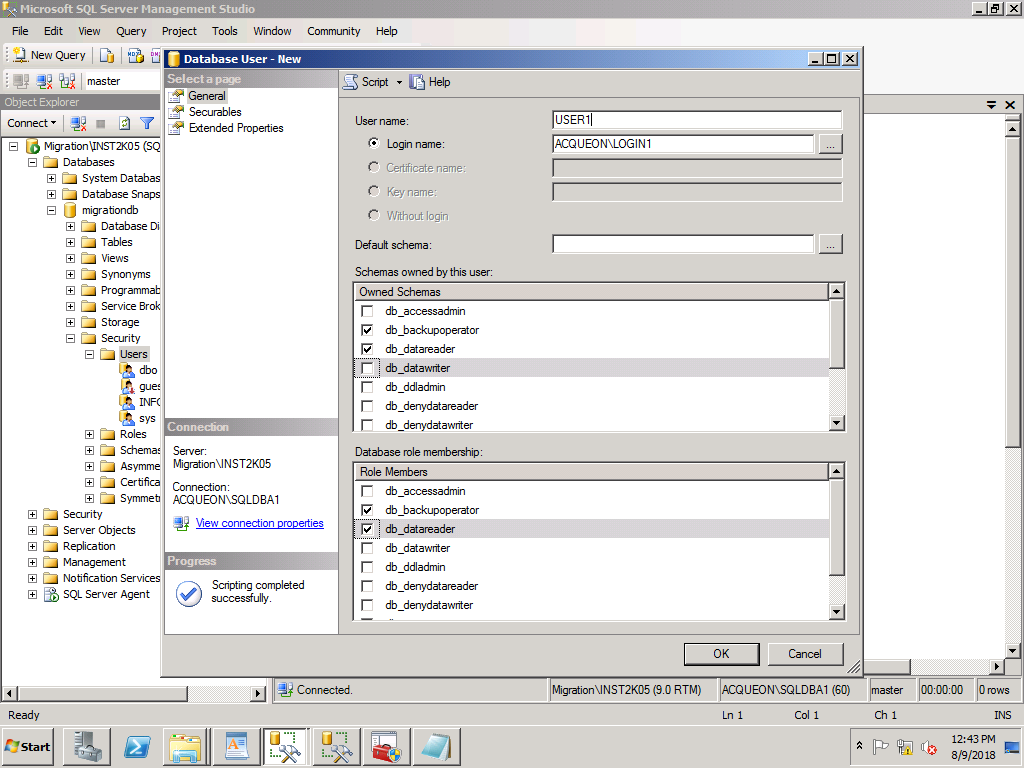 Microsoft SQL Server Management Studio
File Edit View Query Project Tools Window Community Help
New Query
master
Object Explorer
Connect
Migration\INST2K05 (SQ
Databases
System Databas
Database Snaps
migrationdb
Database Di
Tables
Views
Synonyms
Programmab
Service Brok
Storage
Security
Users
dbo
gues
INFO
sys
Roles
Schemas
Asymme
Certifica
Symmetr
Security
Server Objects
Replication
Management
Notification Services
SQL Server Agent
Database User - New
Select a page
General
Securables
Extended Properties
Connection
Server:
Migration\INST2K05
Connection:
ACQUEON\SQLDBA1
View connection properties
Progress
Scripting completed
successfully.
Script Help
User name: USER1
Login name: ACQUEON\LOGIN1 ...
Certificate name:
Key name:
Without login
Default schema: ...
Schemas owned by this user:
Owned Schemas
db_accessadmin
db_backupoperator
db_datareader
db_datawriter
db_ddladmin
db_denydatareader
db_denydatawriter
Database role membership:
Role Members
db_accessadmin
db_backupoperator
db_datareader
db_datawriter
db_ddladmin
db_denydatareader
db_denydatawriter
OK Cancel
Connected. Migration\INST2K05 (9.0 RTM) ACQUEON\SQLDBA1 (60) master 00:00:00 0 rows
Ready Ln 1 Col 1 Ch 1 INS
Start
12:43 PM
8/9/2018